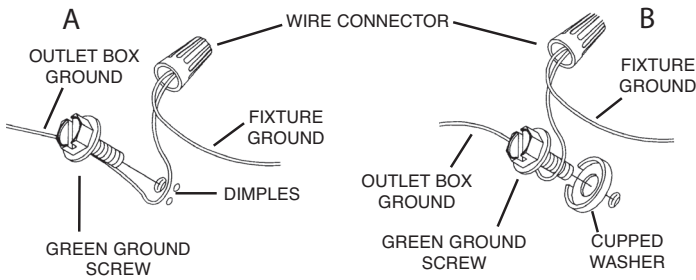 A
WIRE CONNECTOR
B
OUTLET BOX
GROUND
FIXTURE
GROUND
DIMPLES
GREEN GROUND
SCREW
FIXTURE
GROUND
OUTLET BOX
GROUND
GREEN GROUND
SCREW
CUPPED
WASHER